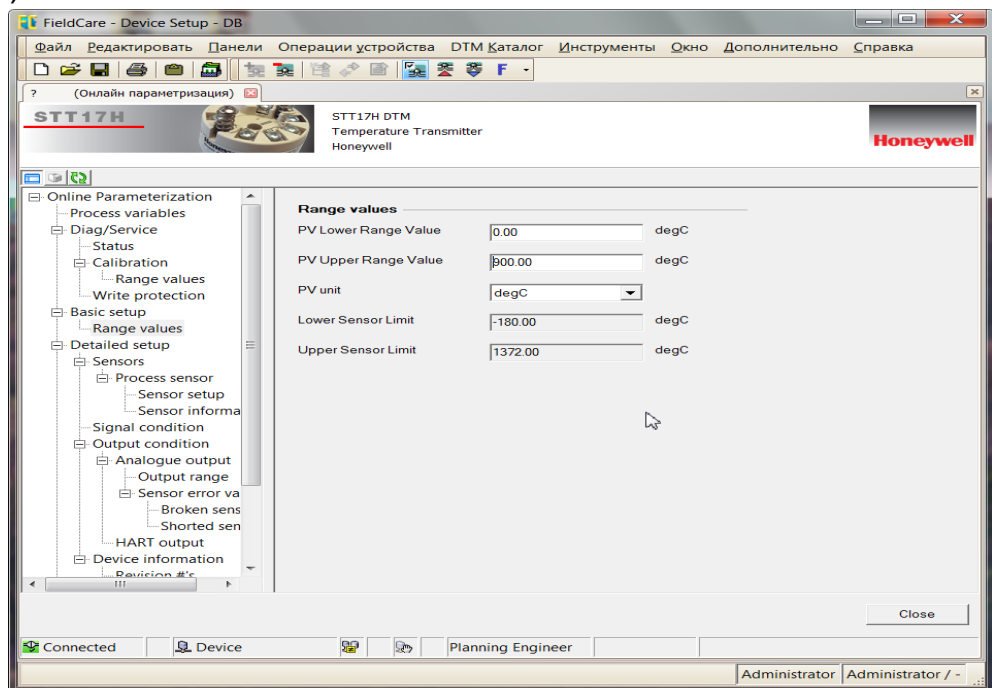 )
FieldCare - Device Setup - DB
Файл Редактировать Панели Операции устройства DTM Каталог Инструменты Окно Дополнительно Справка
F
? (Онлайн параметризация)
STT17H
STT17H DTM
Temperature Transmitter
Honeywell
Honeywell
Online Parameterization
Process variables
Diag/Service
Status
Calibration
Range values
Write protection
Basic setup
Range values
Detailed setup
Sensors
Process sensor
Sensor setup
Sensor informa
Signal condition
Output condition
Analogue output
Output range
Sensor error va
Broken sens
Shorted sen
HART output
Device information
Revision #'s
Range values
PV Lower Range Value 0.00 degC
PV Upper Range Value 900.00 degC
PV unit degC
Lower Sensor Limit -180.00 degC
Upper Sensor Limit 1372.00 degC
Close
Connected Device Planning Engineer
Administrator Administrator / -